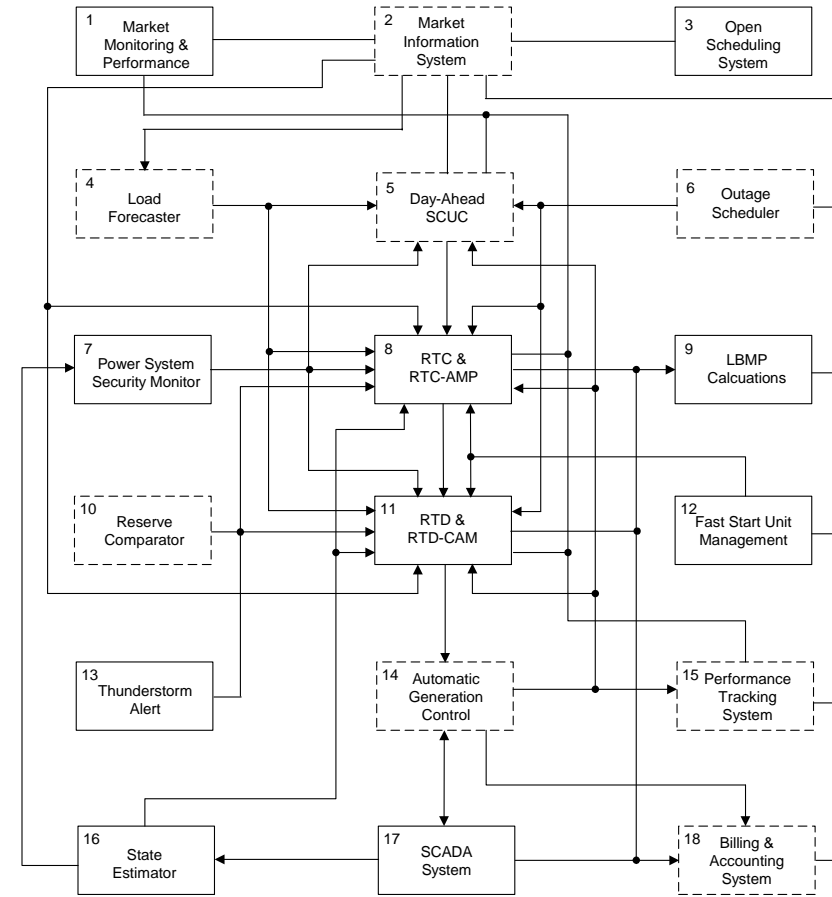 1
Market
Monitoring &
Performance
2
Market
Information
System
3
Open
Scheduling
System
4
Load
Forecaster
5
Day-Ahead
SCUC
6
Outage
Scheduler
7
Power System
Security Monitor
8
RTC &
RTC-AMP
9
LBMP
Calcuations
10
Reserve
Comparator
11
RTD &
RTD-CAM
12
Fast Start Unit
Management
13
Thunderstorm
Alert
14
Automatic
Generation
Control
15
Performance
Tracking
System
16
State
Estimator
17
SCADA
System
18
Billing &
Accounting
System